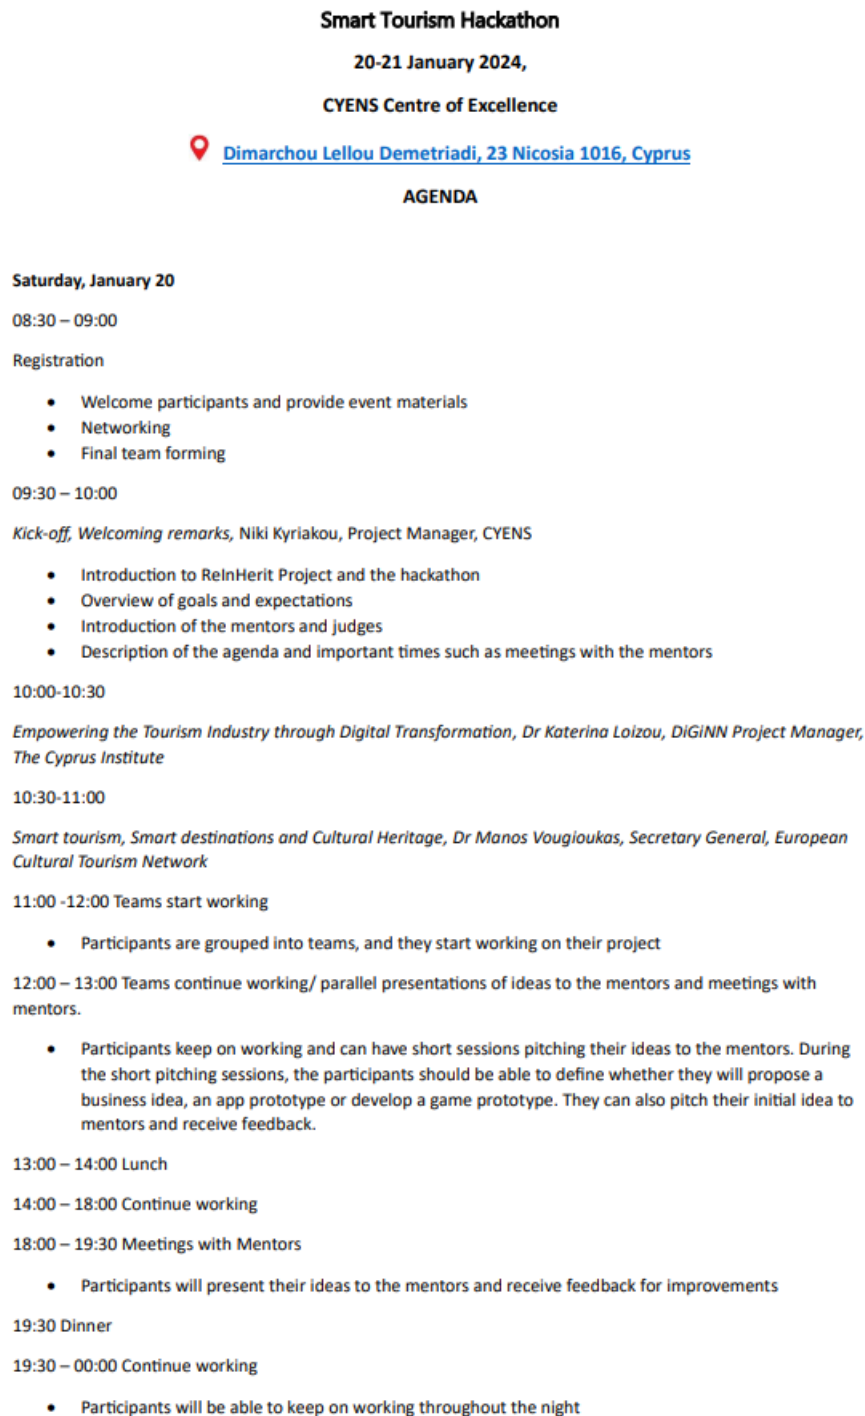 Smart Tourism Hackathon
20-21 January 2024,
CYENS Centre of Excellence
Dimarchou Lellou Demetriadi, 23 Nicosia 1016, Cyprus
AGENDA
Saturday, January 20
08:30 – 09:00
Registration
• Welcome participants and provide event materials
• Networking
• Final team forming
09:30 – 10:00
Kick-off, Welcoming remarks, Niki Kyriakou, Project Manager, CYENS
• Introduction to ReInHerit Project and the hackathon
• Overview of goals and expectations
• Introduction of the mentors and judges
• Description of the agenda and important times such as meetings with the mentors
10:00-10:30
Empowering the Tourism Industry through Digital Transformation, Dr Katerina Loizou, DiGiNN Project Manager,
The Cyprus Institute
10:30-11:00
Smart tourism, Smart destinations and Cultural Heritage, Dr Manos Vougioukas, Secretary General, European
Cultural Tourism Network
11:00 -12:00 Teams start working
• Participants are grouped into teams, and they start working on their project
12:00 – 13:00 Teams continue working/ parallel presentations of ideas to the mentors and meetings with
mentors.
• Participants keep on working and can have short sessions pitching their ideas to the mentors. During
the short pitching sessions, the participants should be able to define whether they will propose a
business idea, an app prototype or develop a game prototype. They can also pitch their initial idea to
mentors and receive feedback.
13:00 – 14:00 Lunch
14:00 – 18:00 Continue working
18:00 – 19:30 Meetings with Mentors
• Participants will present their ideas to the mentors and receive feedback for improvements
19:30 Dinner
19:30 – 00:00 Continue working
• Participants will be able to keep on working throughout the night